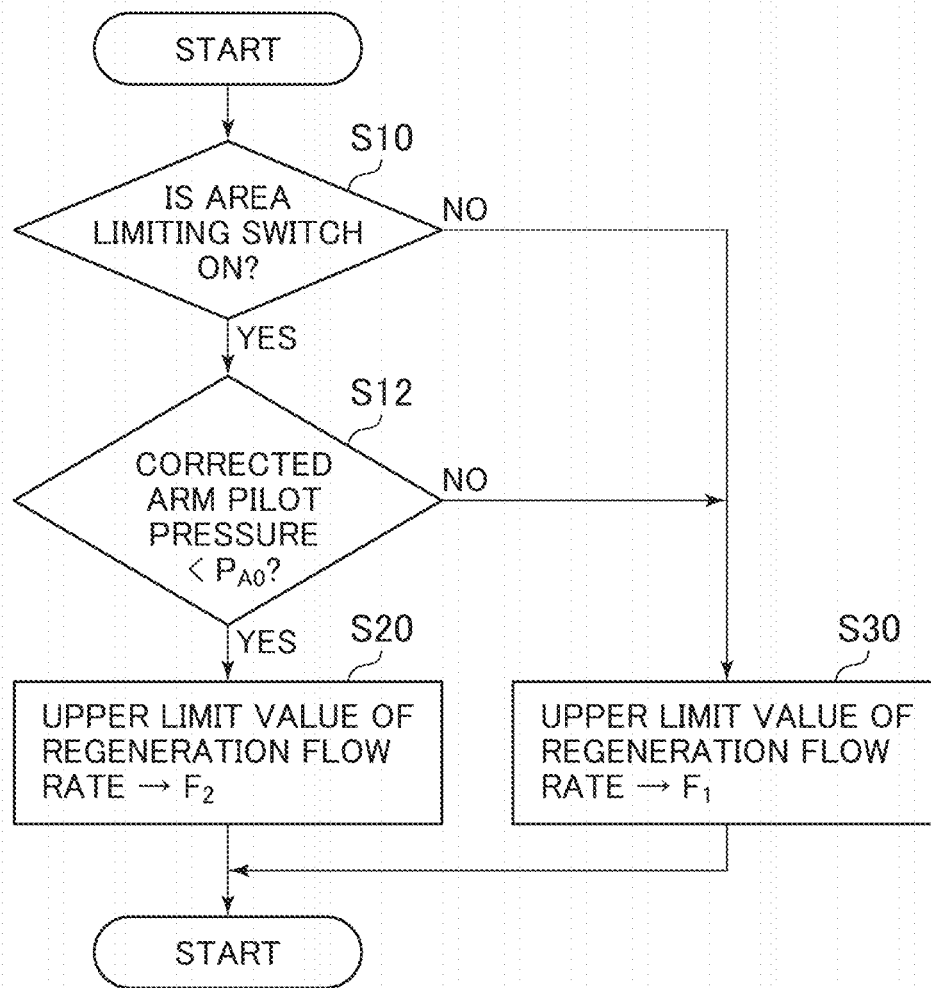 START
S10
IS AREA
LIMITING SWITCH
ON?
NO
YES
S12
CORRECTED
ARM PILOT
PRESSURE
< PA0?
NO
YES
S20
UPPER LIMIT VALUE OF
REGENERATION FLOW
RATE → F2
S30
UPPER LIMIT VALUE OF
REGENERATION FLOW
RATE → F1
START